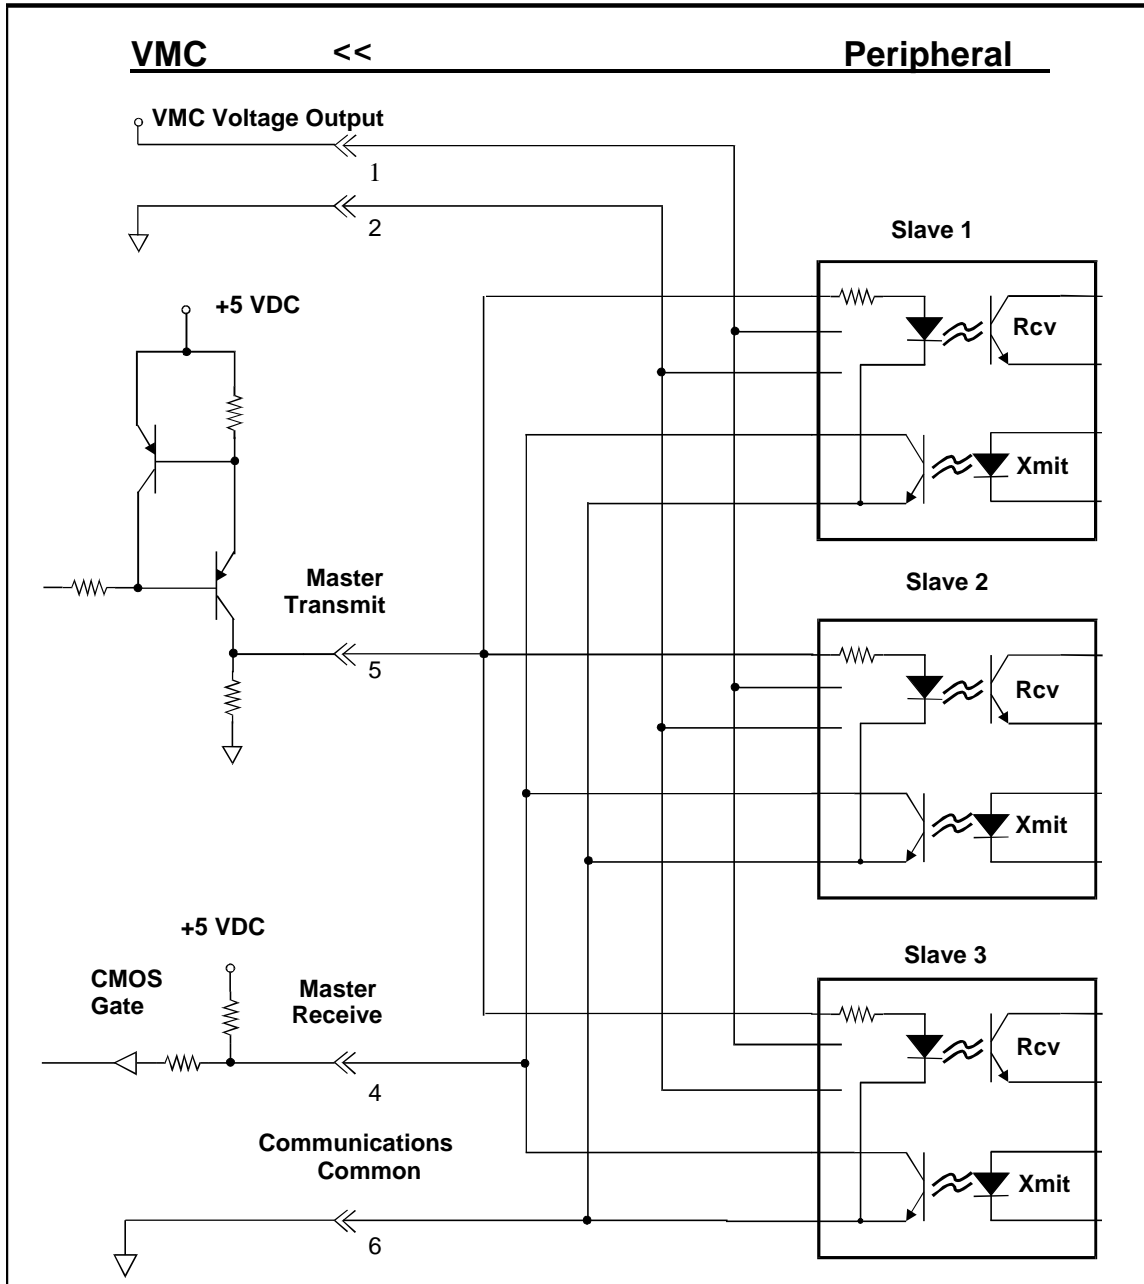 VMC << Peripheral
VMC Voltage Output
1
2
Slave 1
+5 VDC
Rcv
Xmit
Master
Transmit
5
Slave 2
Rcv
Xmit
+5 VDC
CMOS
Gate
Master
Receive
4
Slave 3
Rcv
Communications
Common
6
Xmit